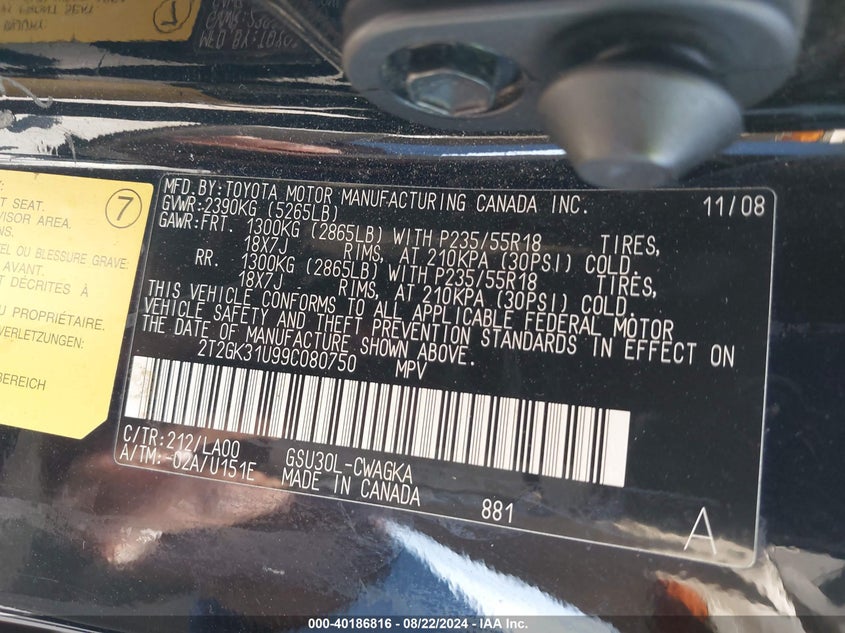 7
T SEAT.
VISOR AREA.
NS.
EL OU BLESSURE GRAVE
AVANT.
T DÉCRITES À
U PROPRIÉTAIRE.
VERLETZUNGEN:
BEREICH
MFD.BY:TOYOTA MOTOR MANUFACTURING CANADA INC. 11/08
GVWR:2390KG (5265LB)
GAWR:FRT. 1300KG (2865LB) WITH P235/55R18 TIRES,
18X7J RIMS, AT 210KPA (30PSI) COLD.
RR. 1300KG (2865LB) WITH P235/55R18 TIRES,
18X7J RIMS, AT 210KPA (30PSI) COLD.
THIS VEHICLE CONFORMS TO ALL APPLICABLE FEDERAL MOTOR
VEHICLE SAFETY AND THEFT PREVENTION STANDARDS IN EFFECT ON
THE DATE OF MANUFACTURE SHOWN ABOVE.
2T2GK31U99C080750 MPV
C/TR:212/LA00 GSU30L-CWAGKA
A/TM:-02A/U151E MADE IN CANADA
881 A
000-40186816 - 08/22/2024 - IAA Inc.